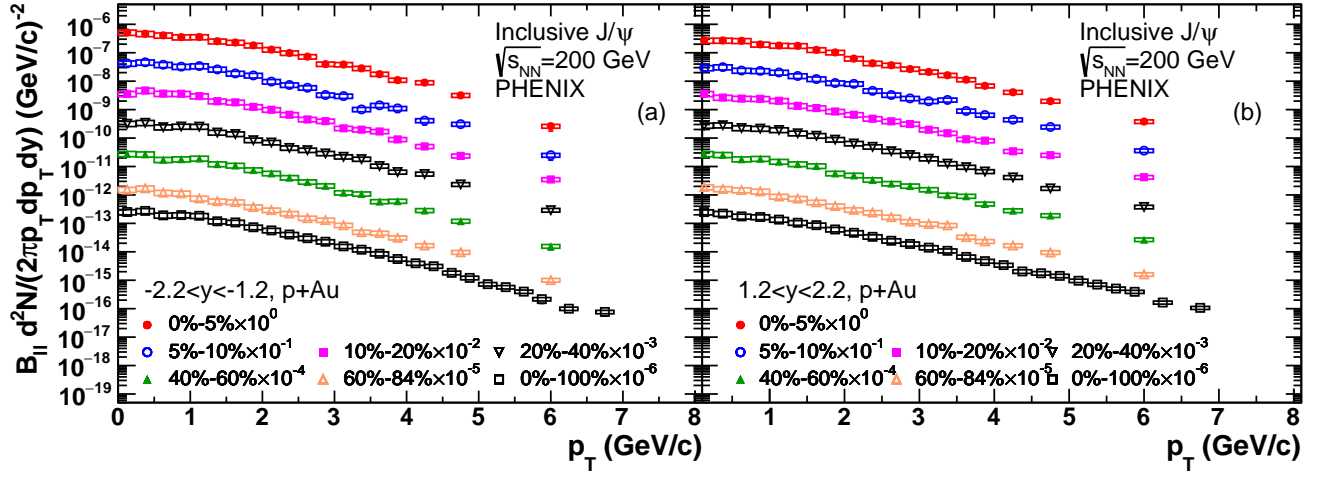 B_ll d²N/(2πp_T dp_T dy) (GeV/c)⁻²
10⁻⁶
10⁻⁷
10⁻⁸
10⁻⁹
10⁻¹⁰
10⁻¹¹
10⁻¹²
10⁻¹³
10⁻¹⁴
10⁻¹⁵
10⁻¹⁶
10⁻¹⁷
10⁻¹⁸
10⁻¹⁹
Inclusive J/ψ
√s_NN=200 GeV
PHENIX
(a)
-2.2<y<-1.2, p+Au
0%-5%×10⁰
5%-10%×10⁻¹ 10%-20%×10⁻² 20%-40%×10⁻³
40%-60%×10⁻⁴ 60%-84%×10⁻⁵ 0%-100%×10⁻⁶
0 1 2 3 4 5 6 7 8
p_T (GeV/c)
Inclusive J/ψ
√s_NN=200 GeV
PHENIX
(b)
1.2<y<2.2, p+Au
0%-5%×10⁰
5%-10%×10⁻¹ 10%-20%×10⁻² 20%-40%×10⁻³
40%-60%×10⁻⁴ 60%-84%×10⁻⁵ 0%-100%×10⁻⁶
1 2 3 4 5 6 7 8
p_T (GeV/c)